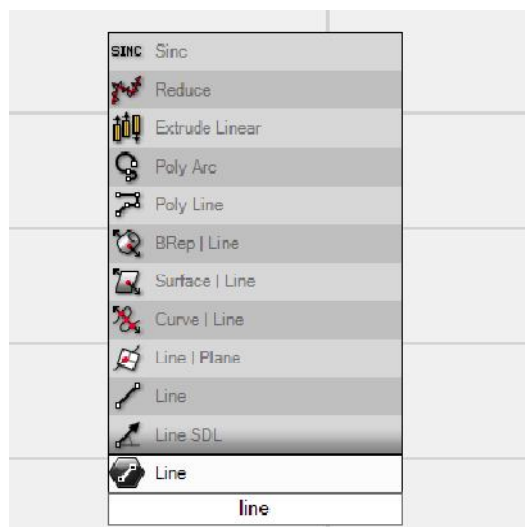 SINC Sinc
Reduce
Extrude Linear
Poly Arc
Poly Line
BRep | Line
Surface | Line
Curve | Line
Line | Plane
Line
Line SDL
Line
line